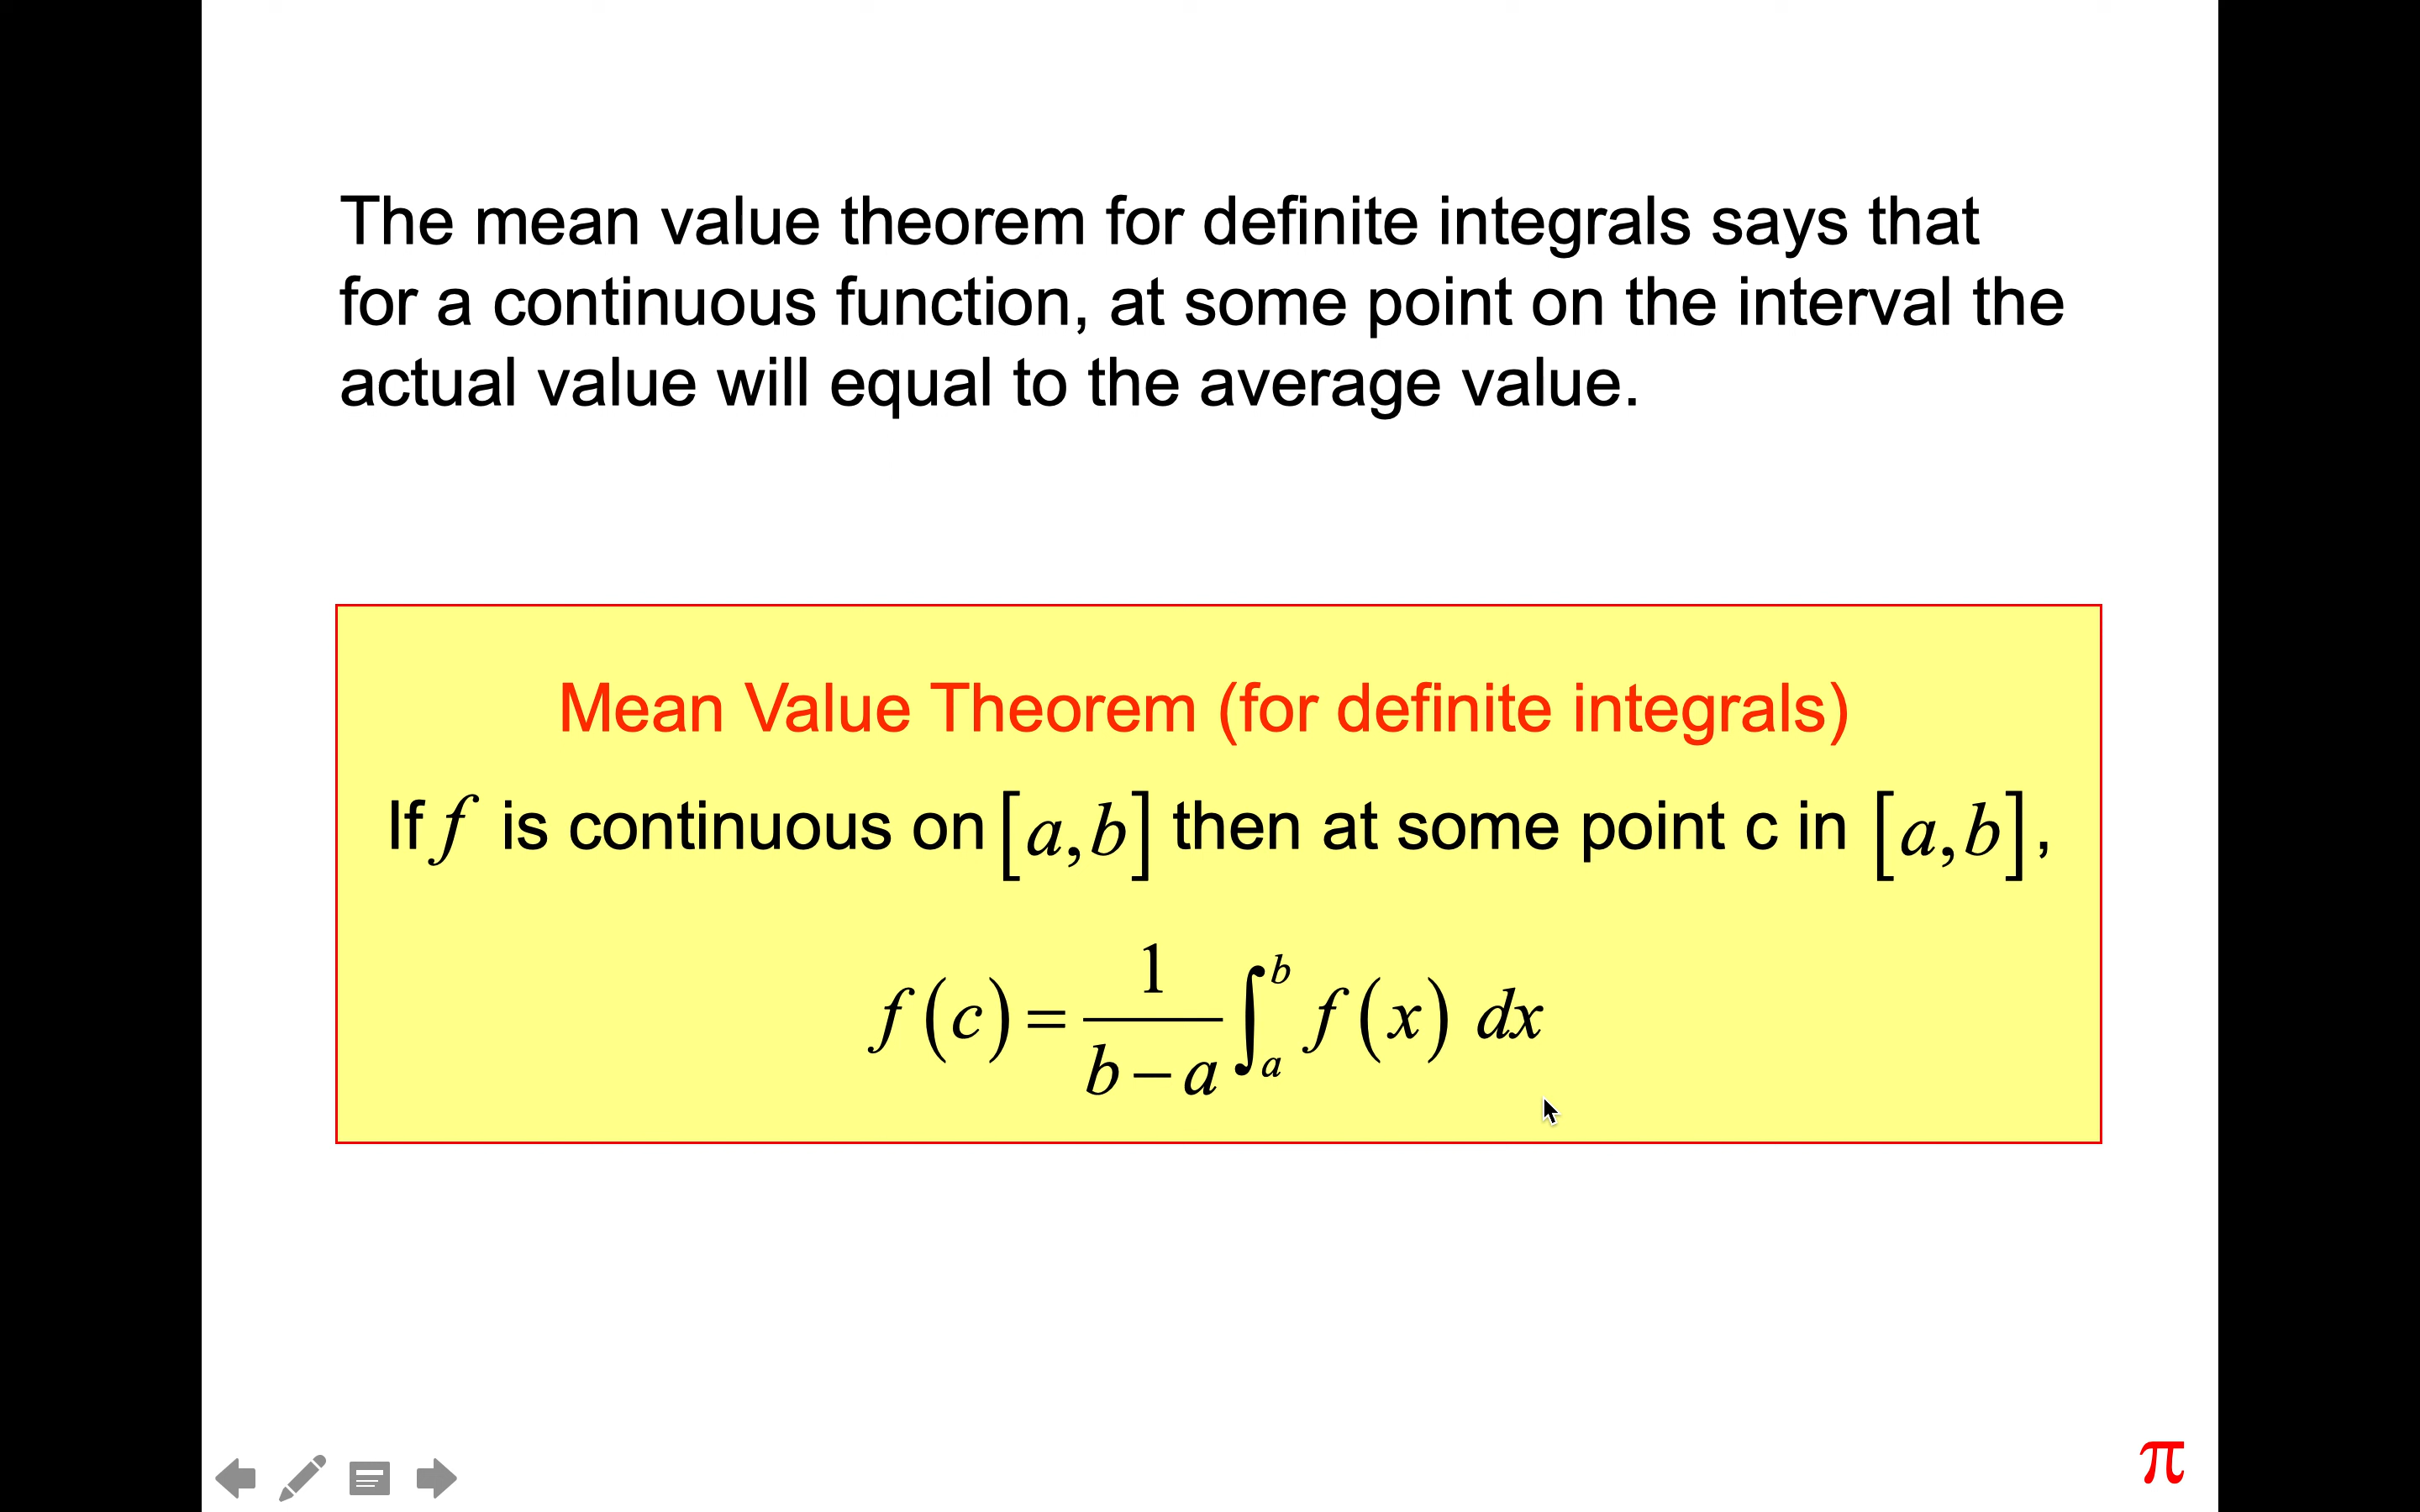 The mean value theorem for definite integrals says that
for a continuous function, at some point on the interval the
actual value will equal to the average value.
Mean Value Theorem (for definite integrals)
If f is continuous on [a,b] then at some point c in [a,b],
f(c) = 1/(b−a) ∫_a^b f(x) dx
π